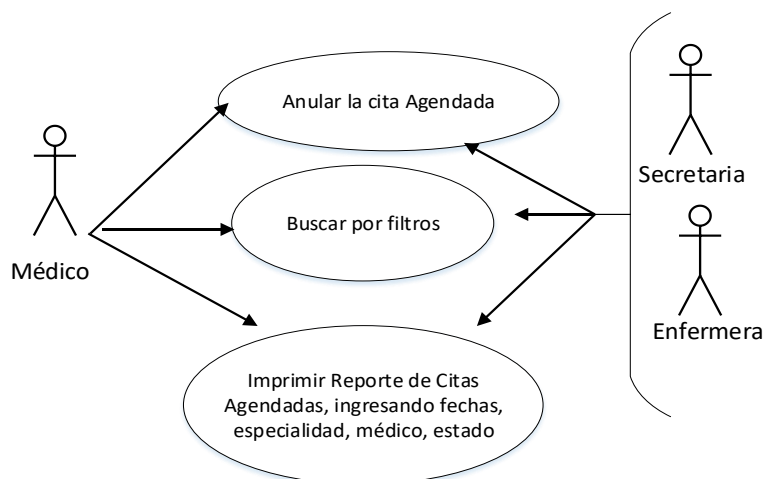 Anular la cita Agendada
Secretaria
Buscar por filtros
Médico
Enfermera
Imprimir Reporte de Citas
Agendadas, ingresando fechas,
especialidad, médico, estado